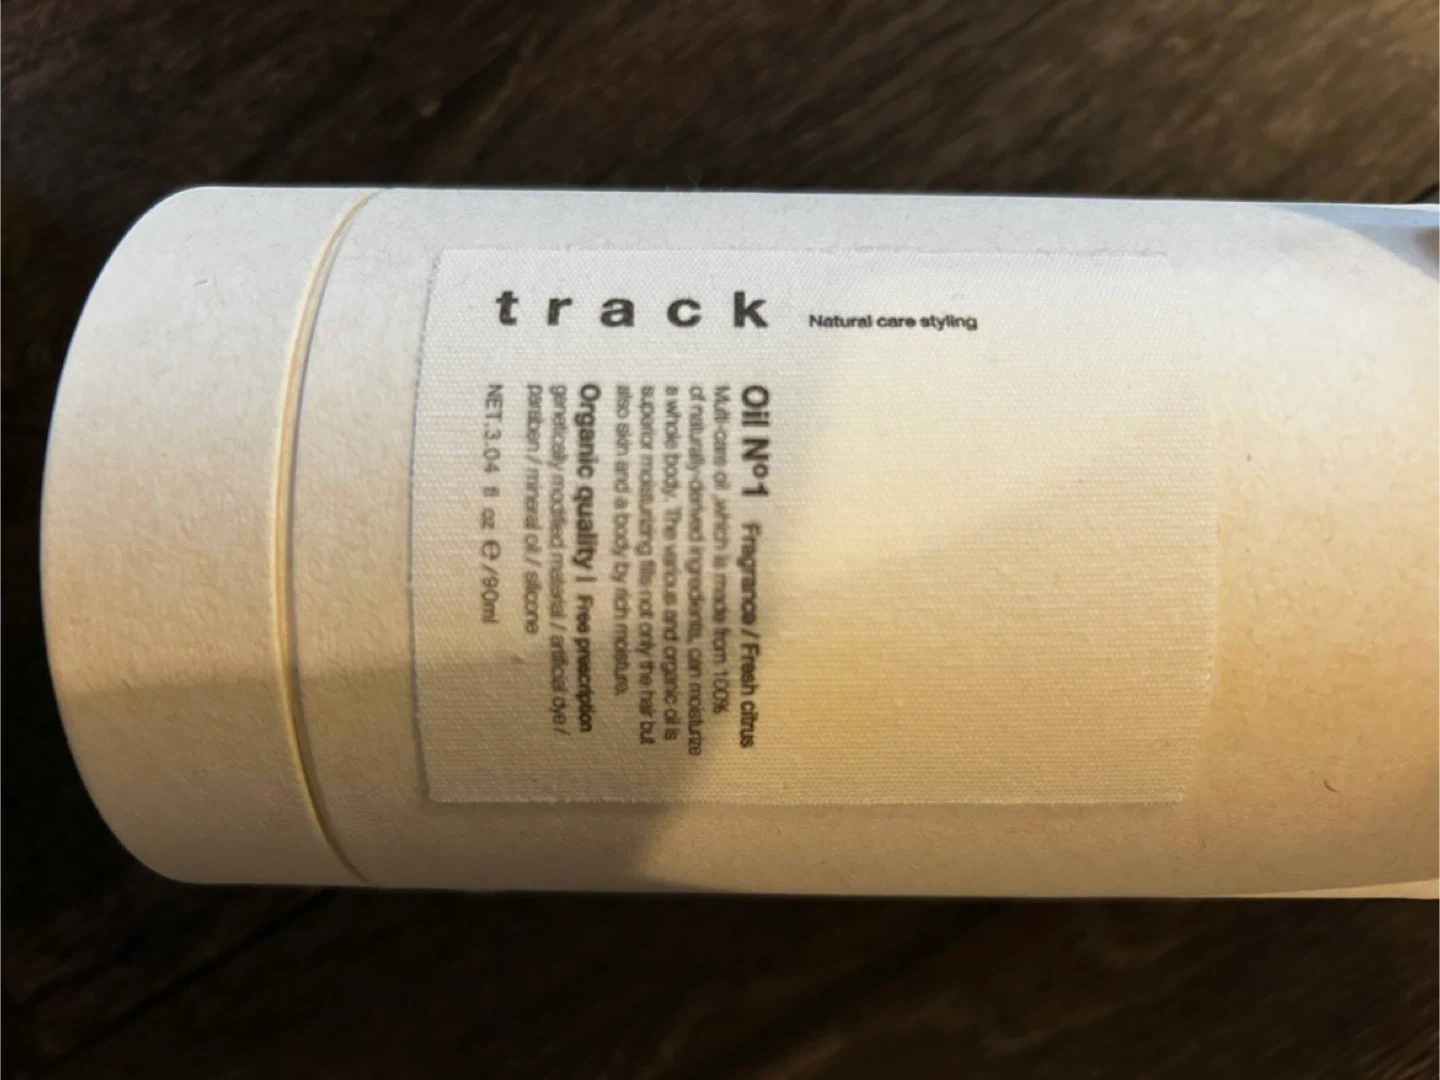 track Natural care styling
Oil Nº1 Fragrance / Fresh citrus
Multi-care oil ,which is made from 100%
of naturally-derived ingredients, can moisturize
a whole body. The various and organic oil is
superior moisturizing fills not only the hair but
also skin and a body by rich moisture.
Organic quality | Free prescription
genetically modified material / artificial dye /
paraben / mineral oil / silicone
NET.3.04 fl oz ℮/90ml